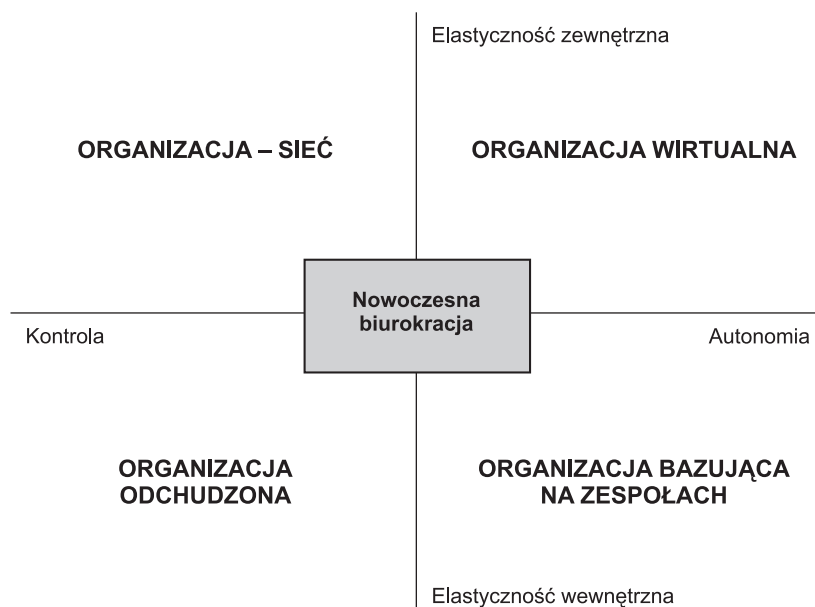 Elastyczność zewnętrzna
ORGANIZACJA – SIEĆ
ORGANIZACJA WIRTUALNA
Nowoczesna
biurokracja
Kontrola
Autonomia
ORGANIZACJA
ODCHUDZONA
ORGANIZACJA BAZUJĄCA
NA ZESPOŁACH
Elastyczność wewnętrzna